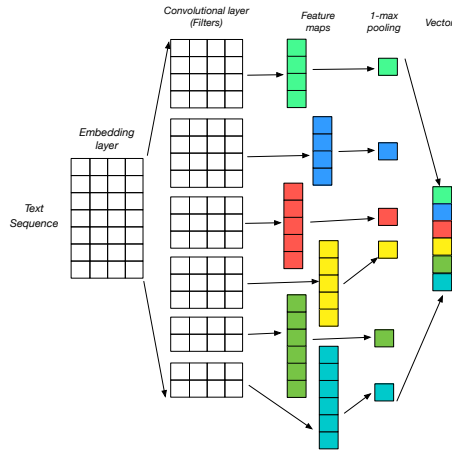 Convolutional layer
(Filters)
Feature
maps
1-max
pooling
Vector
Embedding
layer
Text
Sequence